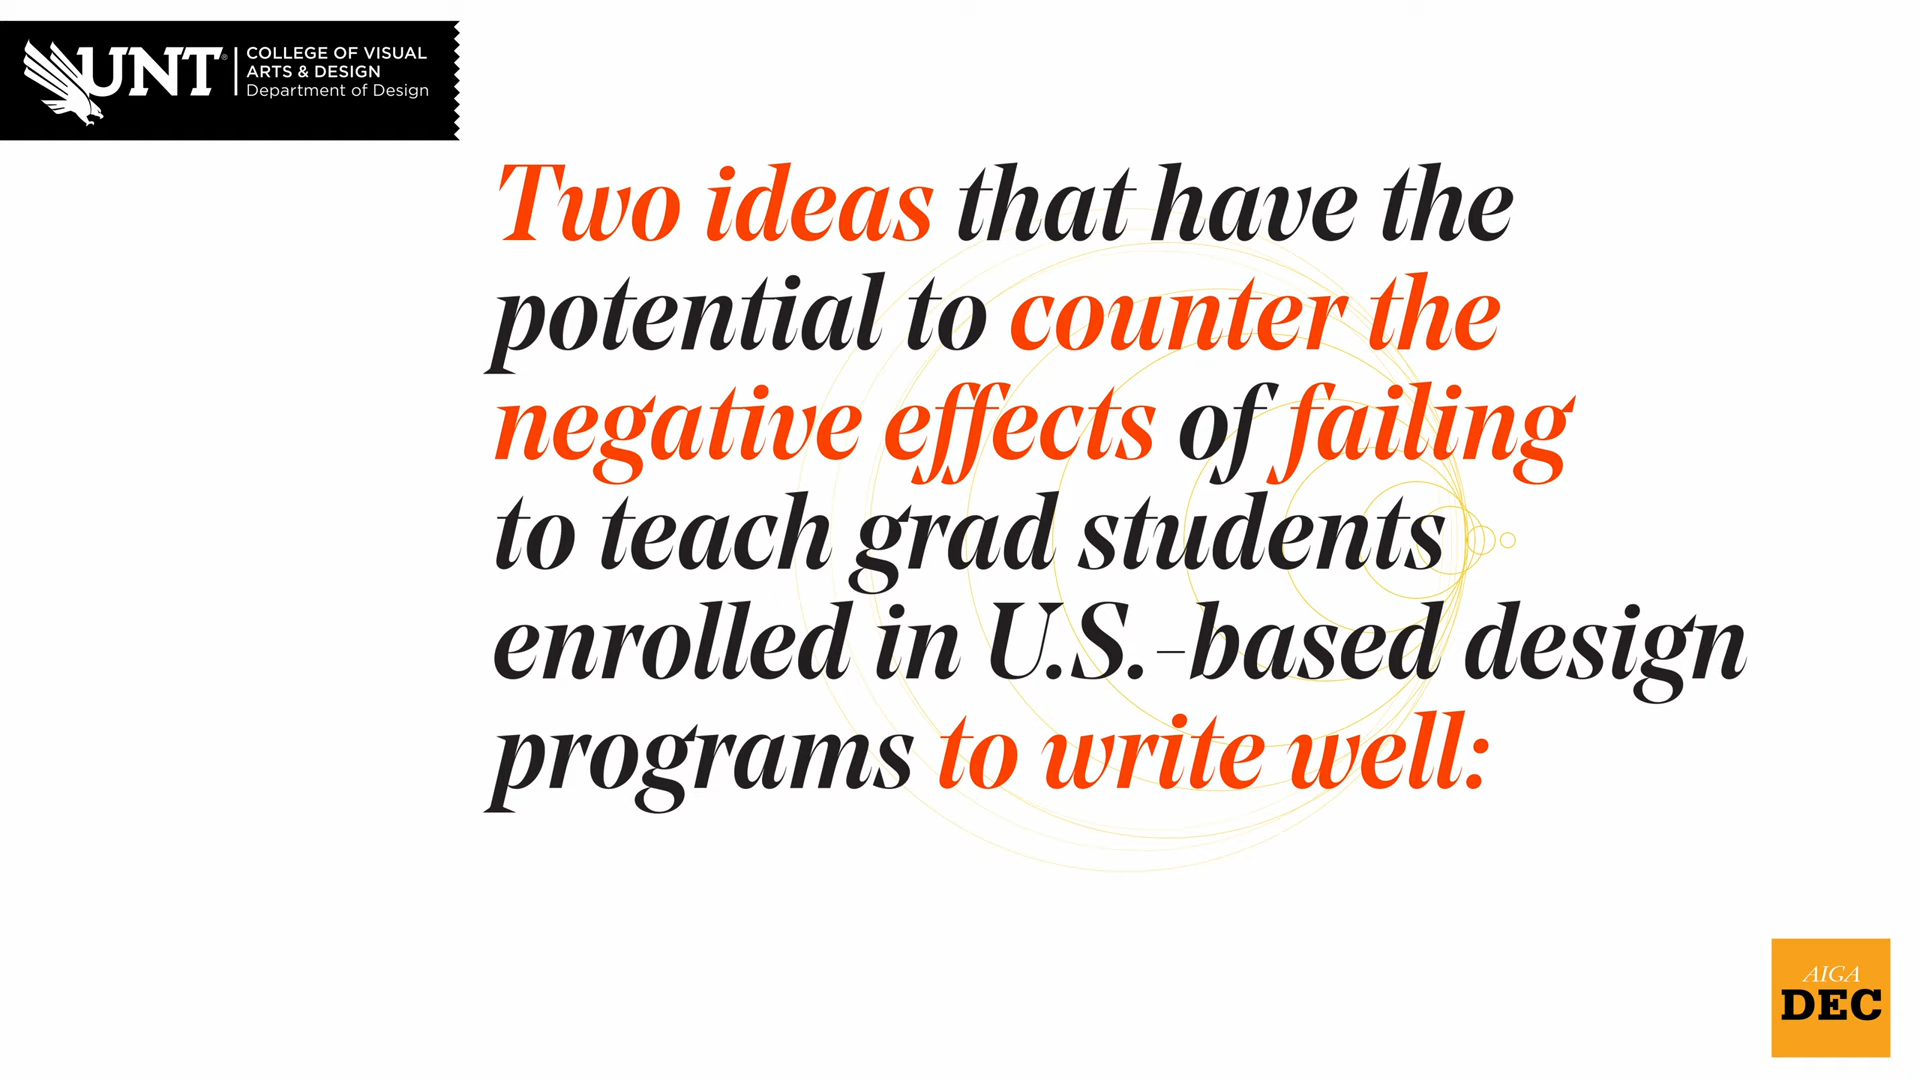 UNT®
COLLEGE OF VISUAL
ARTS & DESIGN
Department of Design
Two ideas that have the
potential to counter the
negative effects of failing
to teach grad students
enrolled in U.S.-based design
programs to write well:
AIGA
DEC